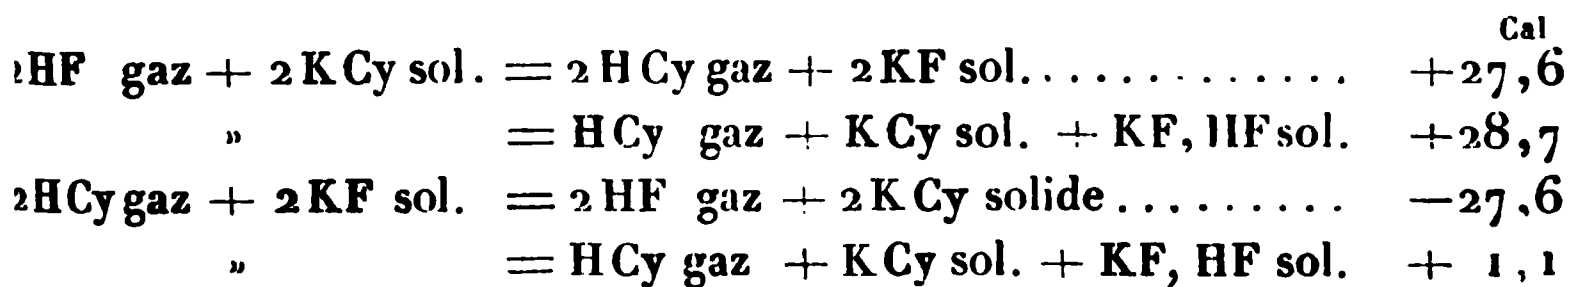 Cal
2HF gaz + 2KCy sol. = 2HCy gaz + 2KF sol.............. +27,6
» = HCy gaz + KCy sol. + KF, HF sol. +28,7
2HCy gaz + 2KF sol. = 2HF gaz + 2KCy solide......... —27,6
» = HCy gaz + KCy sol. + KF, HF sol. + 1,1